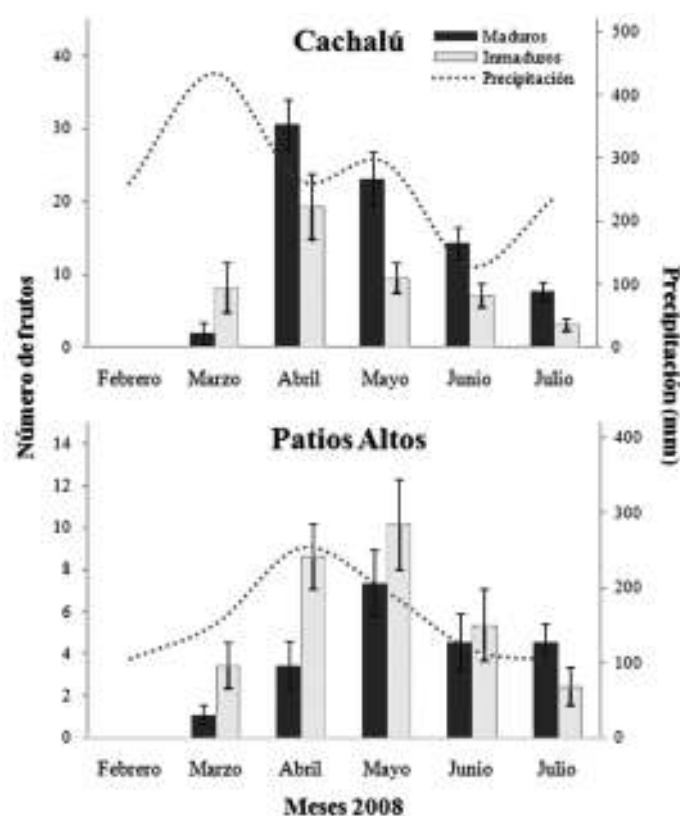 Cachalú
Maduros
Inmaduros
Precipitación
40
30
20
10
0
500
400
300
200
100
0
Febrero Marzo Abril Mayo Junio Julio
Número de frutos
Precipitación (mm)
Patios Altos
14
12
10
8
6
4
2
0
400
300
200
100
0
Febrero Marzo Abril Mayo Junio Julio
Meses 2008